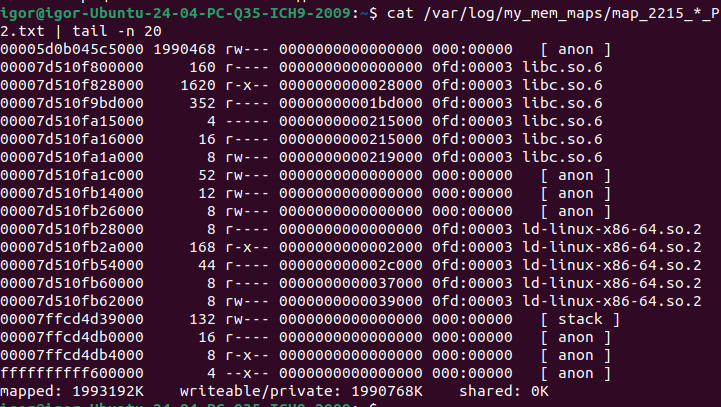 igor@igor-Ubuntu-24-04-PC-Q35-ICH9-2009:~$ cat /var/log/my_mem_maps/map_2215_*_P
2.txt | tail -n 20
00005d0b045c5000 1990468 rw--- 0000000000000000 000:00000   [ anon ]
00007d510f800000     160 r---- 0000000000000000 0fd:00003 libc.so.6
00007d510f828000    1620 r-x-- 0000000000028000 0fd:00003 libc.so.6
00007d510f9bd000     352 r---- 00000000001bd000 0fd:00003 libc.so.6
00007d510fa15000       4 ----- 0000000000215000 0fd:00003 libc.so.6
00007d510fa16000      16 r---- 0000000000215000 0fd:00003 libc.so.6
00007d510fa1a000       8 rw--- 0000000000219000 0fd:00003 libc.so.6
00007d510fa1c000      52 rw--- 0000000000000000 000:00000   [ anon ]
00007d510fb14000      12 rw--- 0000000000000000 000:00000   [ anon ]
00007d510fb26000       8 rw--- 0000000000000000 000:00000   [ anon ]
00007d510fb28000       8 r---- 0000000000000000 0fd:00003 ld-linux-x86-64.so.2
00007d510fb2a000     168 r-x-- 0000000000002000 0fd:00003 ld-linux-x86-64.so.2
00007d510fb54000      44 r---- 000000000002c000 0fd:00003 ld-linux-x86-64.so.2
00007d510fb60000       8 r---- 0000000000037000 0fd:00003 ld-linux-x86-64.so.2
00007d510fb62000       8 rw--- 0000000000039000 0fd:00003 ld-linux-x86-64.so.2
00007ffcd4d39000     132 rw--- 0000000000000000 000:00000   [ stack ]
00007ffcd4db0000      16 r---- 0000000000000000 000:00000   [ anon ]
00007ffcd4db4000       8 r-x-- 0000000000000000 000:00000   [ anon ]
ffffffffff600000       4 --x-- 0000000000000000 000:00000   [ anon ]
mapped: 1993192K    writeable/private: 1990768K    shared: 0K
igor@igor-Ubuntu-24-04-PC-Q35-ICH9-2009:~$